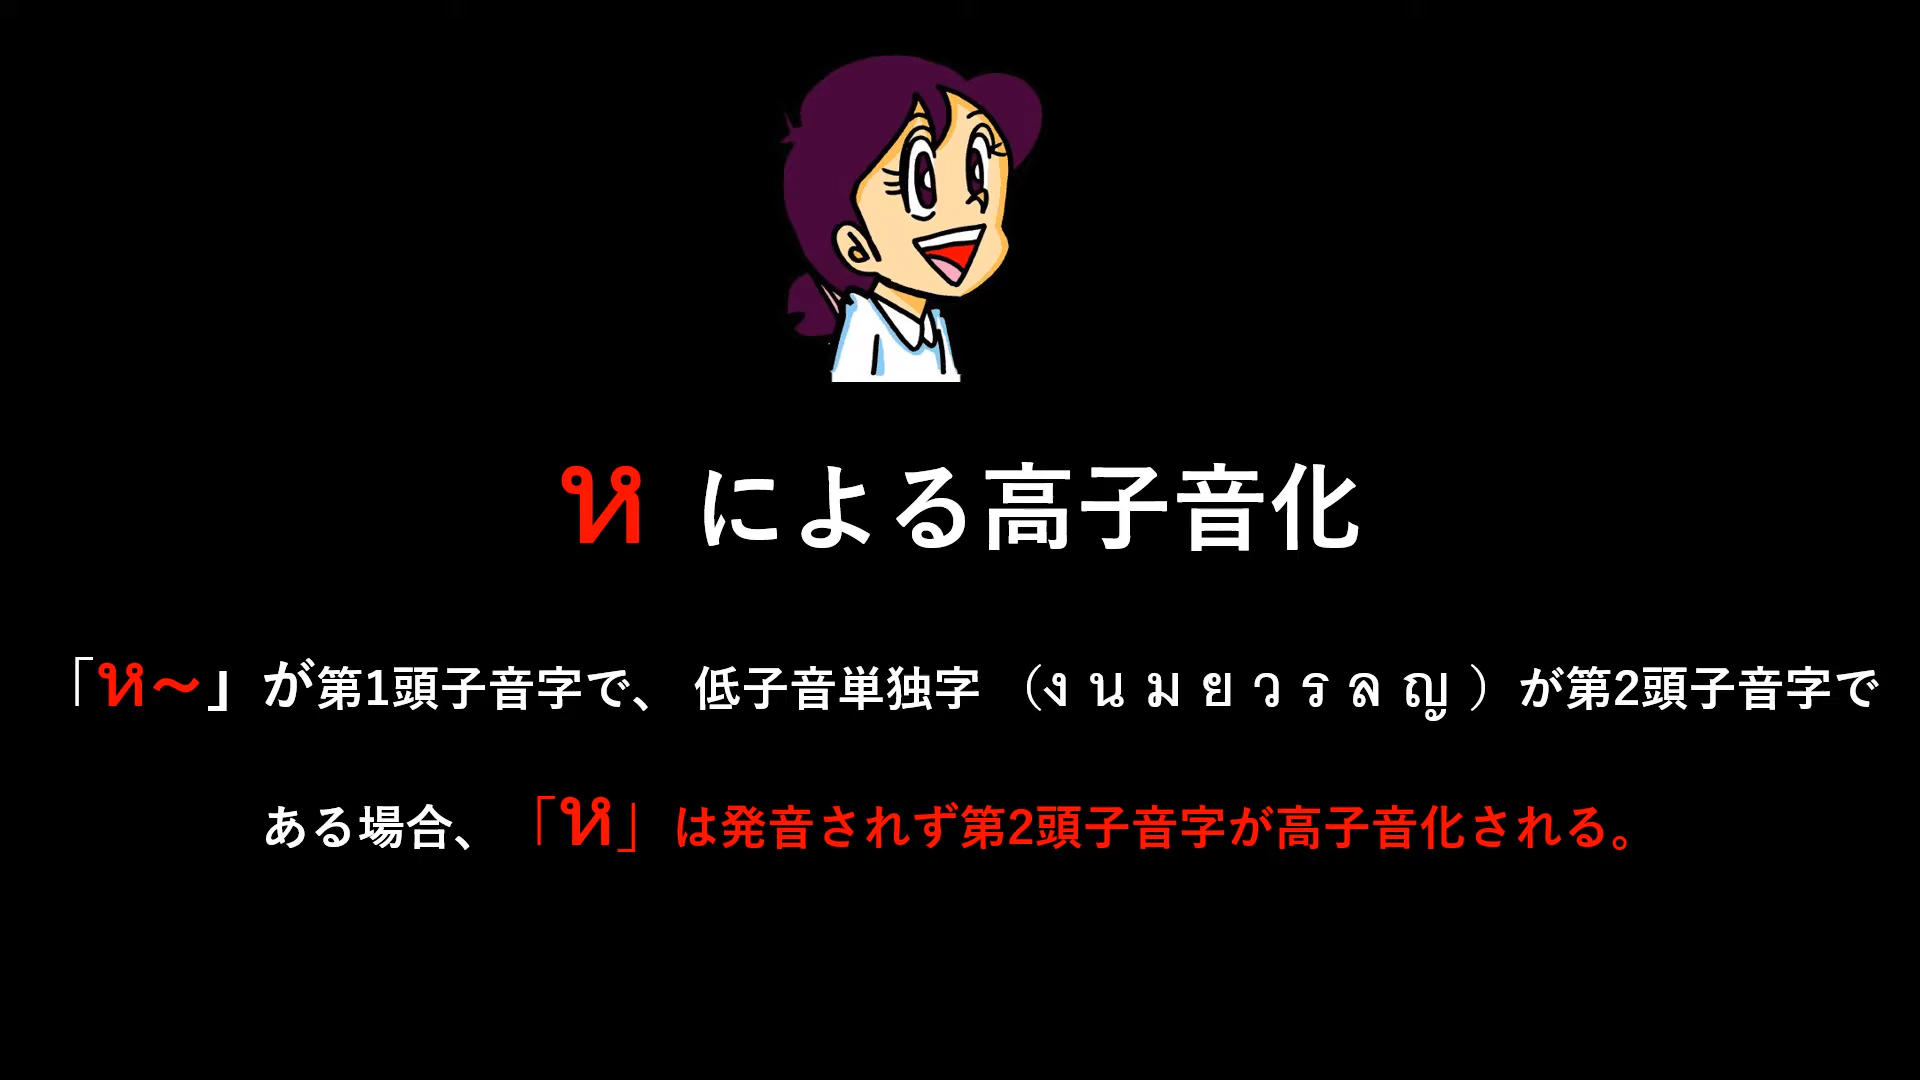 ห による高子音化
「ห～」が第1頭子音字で、 低子音単独字 （ง น ม ย ว ร ล ญ ）が第2頭子音字で
ある場合、「ห」は発音されず第2頭子音字が高子音化される。